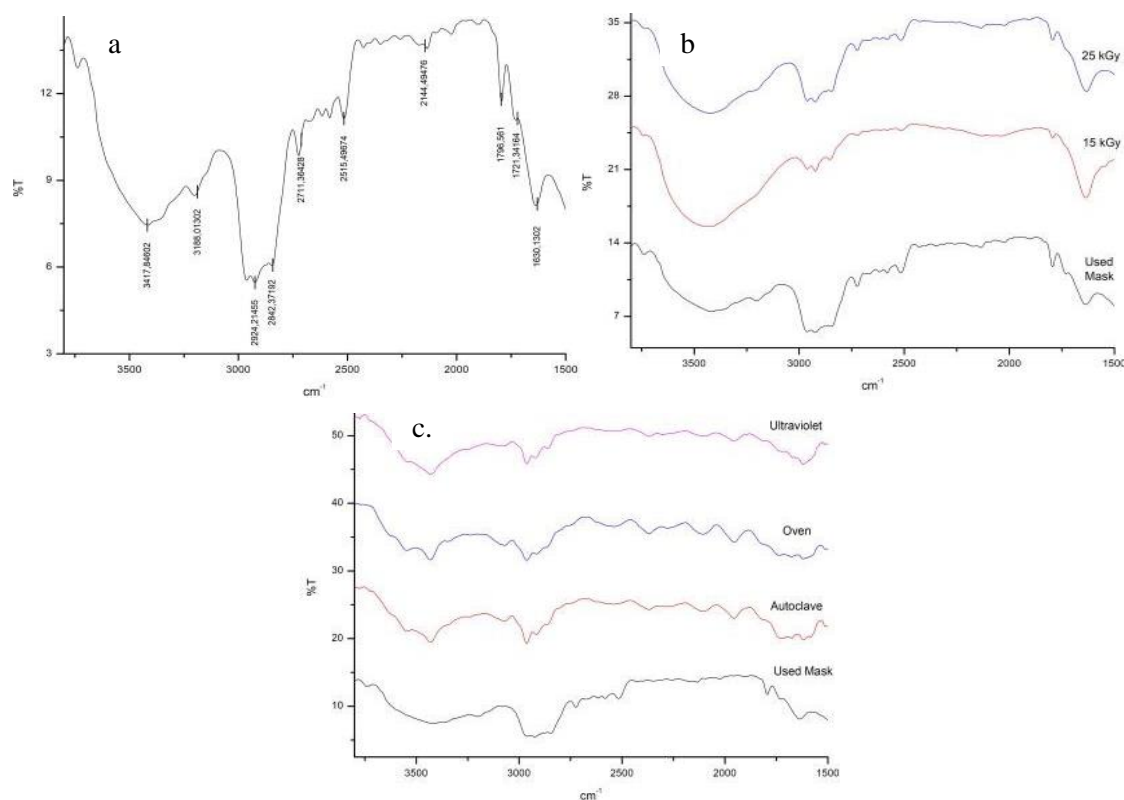 a
12
9
6
3
%T
3417,84602
3188,01302
2924,21455
2842,37192
2711,36428
2515,49674
2144,49476
1796,561
1721,34164
1630,1302
3500
3000
2500
2000
1500
cm⁻¹
b
35
28
21
14
7
%T
25 kGy
15 kGy
Used
Mask
3500
3000
2500
2000
1500
cm⁻¹
c.
50
40
30
20
10
%T
Ultraviolet
Oven
Autoclave
Used Mask
3500
3000
2500
2000
1500
cm⁻¹